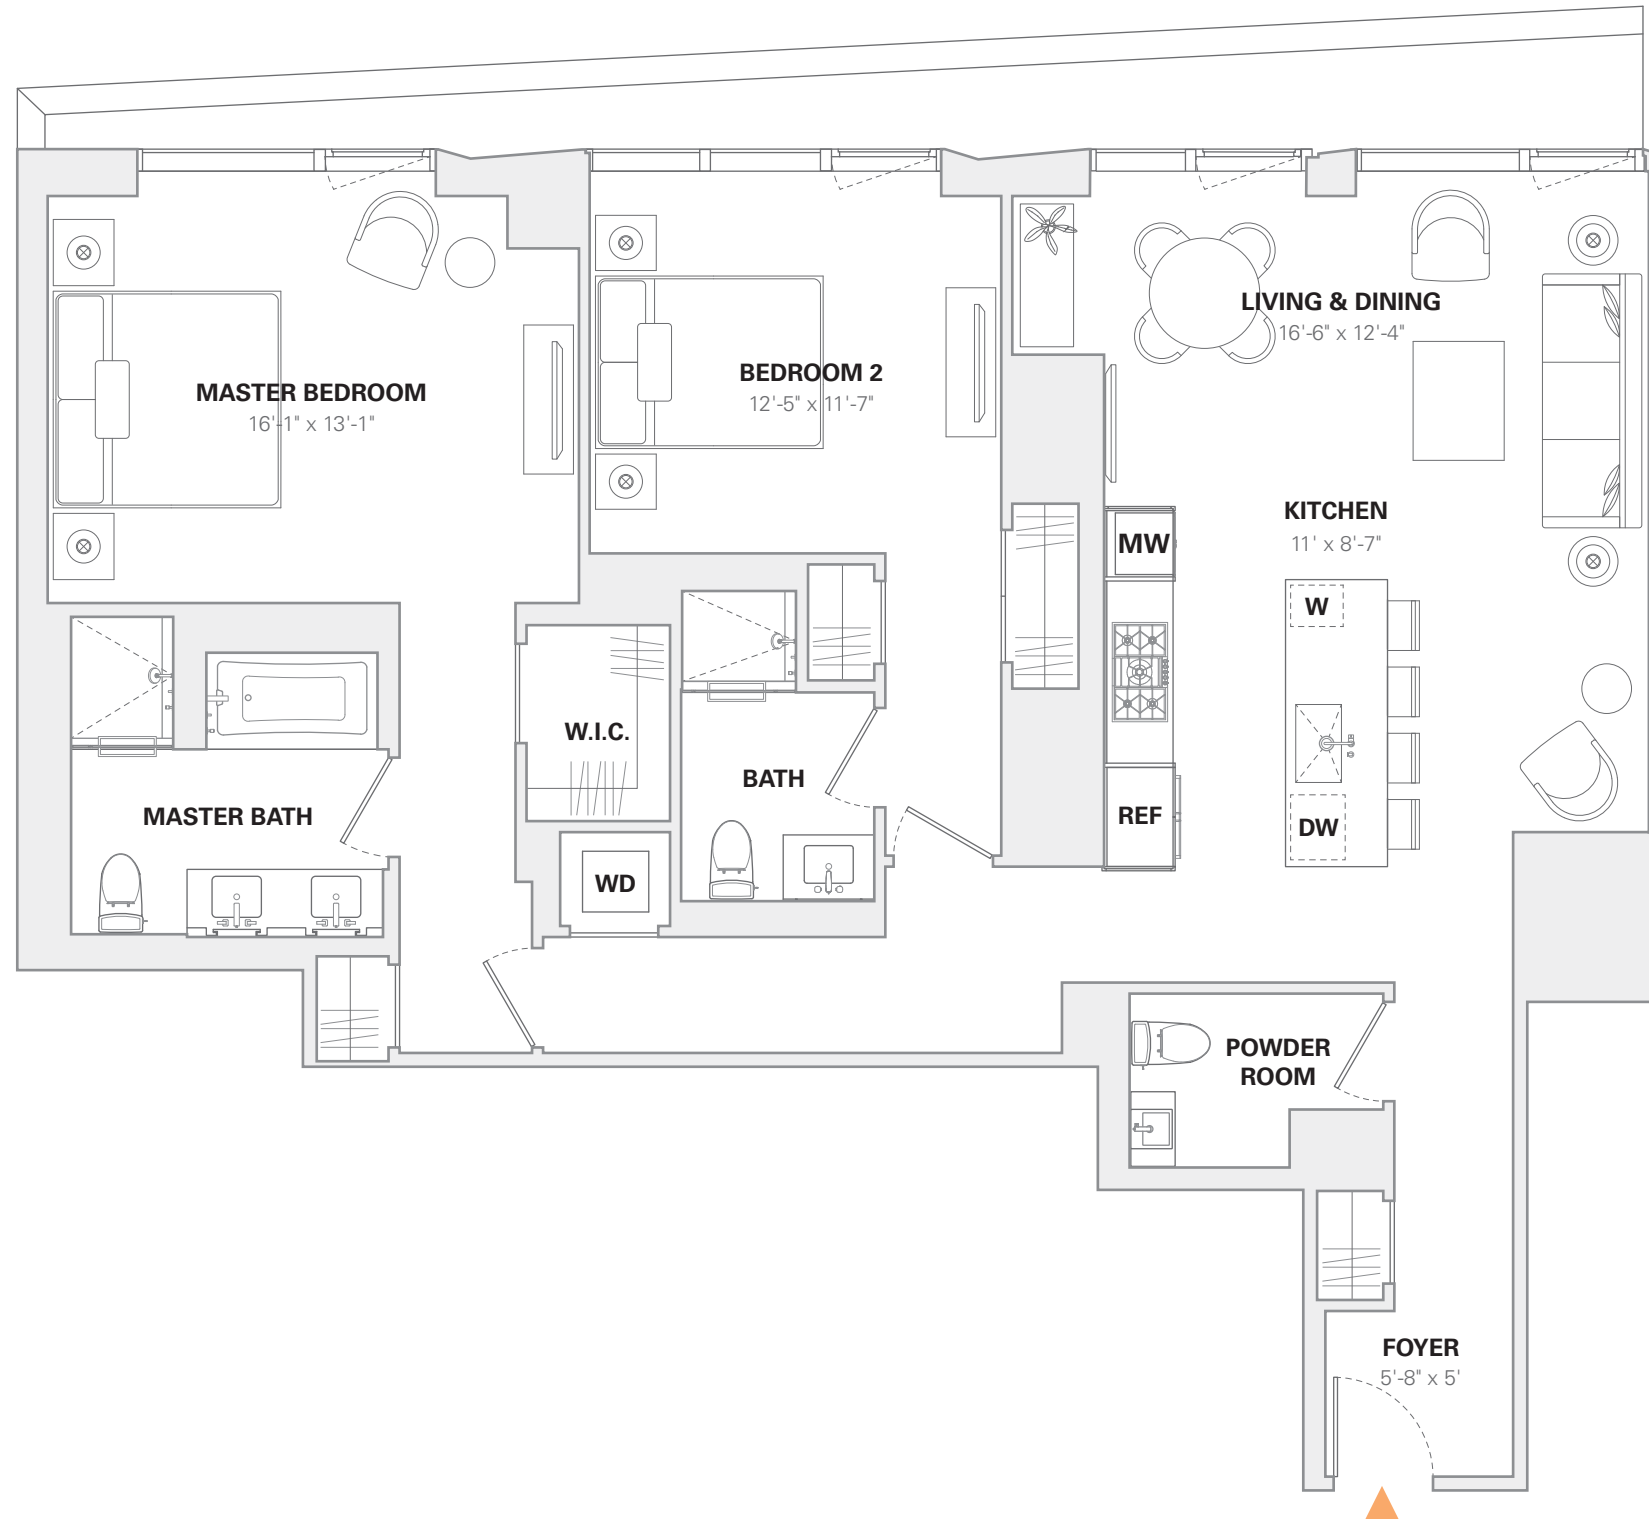 LIVING & DINING
16'-6" x 12'-4"
BEDROOM 2
12'-5" x 11'-7"
MASTER BEDROOM
16'-1" x 13'-1"
KITCHEN
11' x 8'-7"
MW
W
W.I.C.
BATH
MASTER BATH
REF
DW
WD
POWDER
ROOM
FOYER
5'-8" x 5'